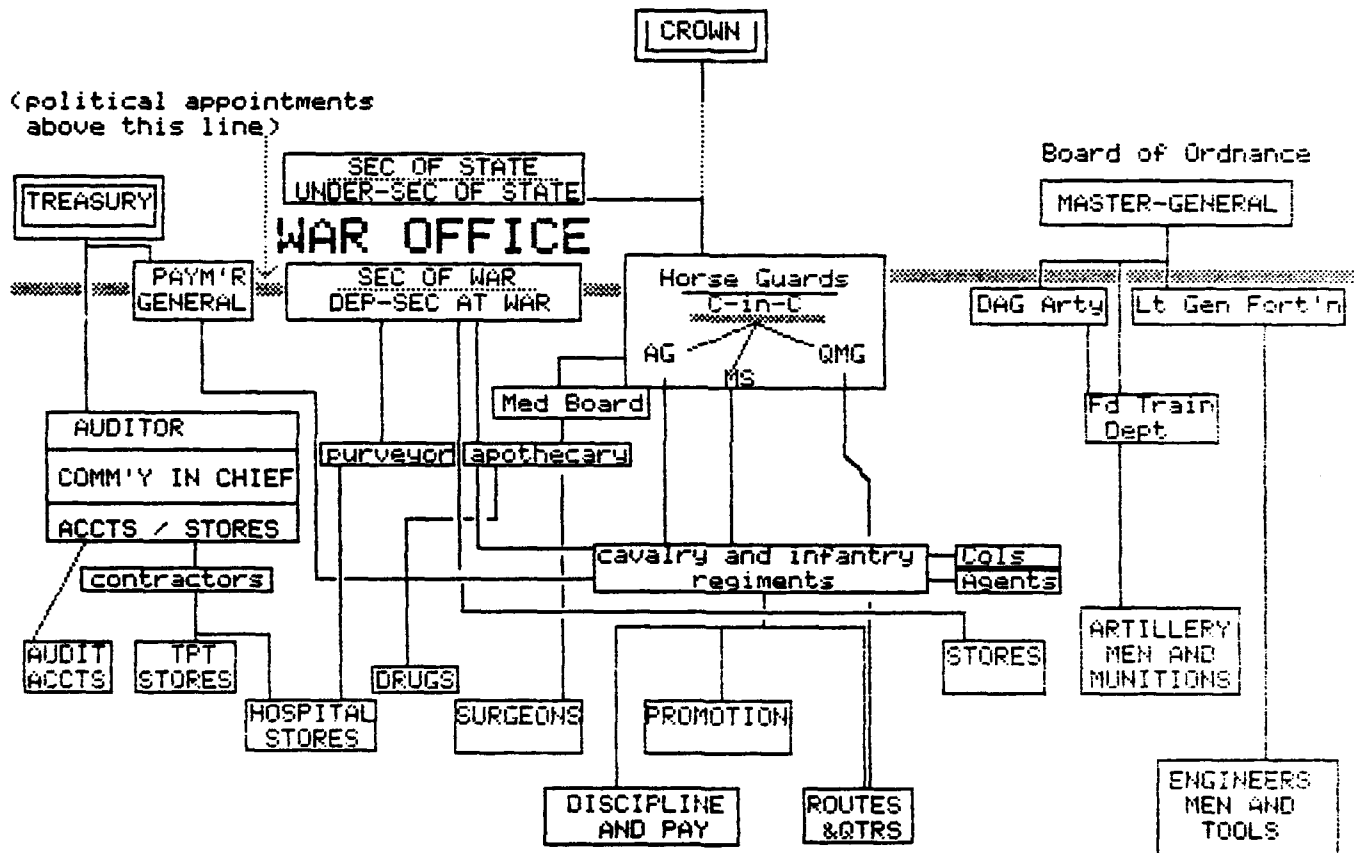 CROWN
(political appointments
above this line)
SEC OF STATE
UNDER-SEC OF STATE
Board of Ordnance
TREASURY
MASTER-GENERAL
WAR OFFICE
PAYM'R
GENERAL
SEC OF WAR
DEP-SEC AT WAR
Horse Guards
C-in-C
AG
MS
QMG
DAG Arty
Lt Gen Fort'n
Med Board
Fd Train
Dept
AUDITOR
COMM'Y IN CHIEF
ACCTS / STORES
purveyor
apothecary
contractors
cavalry and infantry
regiments
Cols
Agents
AUDIT
ACCTS
TPT
STORES
HOSPITAL
STORES
DRUGS
SURGEONS
PROMOTION
STORES
ARTILLERY
MEN AND
MUNITIONS
DISCIPLINE
AND PAY
ROUTES
&QTRS
ENGINEERS
MEN AND
TOOLS